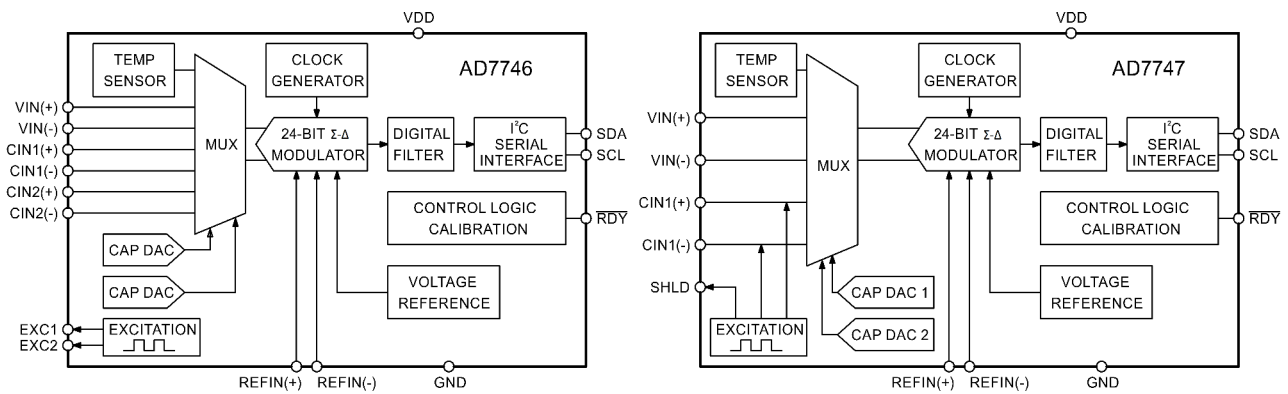 VDD
TEMP
SENSOR
CLOCK
GENERATOR
AD7746
VIN(+)
VIN(-)
CIN1(+)
CIN1(-)
CIN2(+)
CIN2(-)
MUX
24-BIT Σ-Δ
MODULATOR
DIGITAL
FILTER
I²C
SERIAL
INTERFACE
SDA
SCL
CONTROL LOGIC
CALIBRATION
RDY
CAP DAC
CAP DAC
VOLTAGE
REFERENCE
EXC1
EXC2
EXCITATION
REFIN(+)
REFIN(-)
GND
VDD
TEMP
SENSOR
CLOCK
GENERATOR
AD7747
VIN(+)
VIN(-)
CIN1(+)
CIN1(-)
SHLD
MUX
24-BIT Σ-Δ
MODULATOR
DIGITAL
FILTER
I²C
SERIAL
INTERFACE
SDA
SCL
CONTROL LOGIC
CALIBRATION
RDY
CAP DAC 1
CAP DAC 2
VOLTAGE
REFERENCE
EXCITATION
REFIN(+)
REFIN(-)
GND